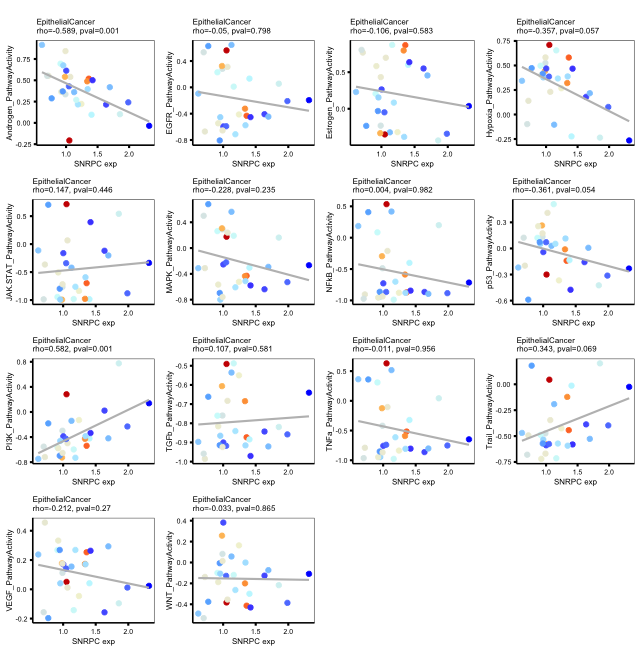 EpithelialCancer
rho=-0.589, pval=0.001
Androgen_PathwayActivity
0.75
0.50
0.25
0.00
-0.25
1.0
1.5
2.0
SNRPC exp
EpithelialCancer
rho=-0.05, pval=0.798
EGFR_PathwayActivity
0.5
0.0
-0.5
1.0
1.5
2.0
SNRPC exp
EpithelialCancer
rho=-0.106, pval=0.583
Estrogen_PathwayActivity
0.5
0.0
1.0
1.5
2.0
SNRPC exp
EpithelialCancer
rho=-0.357, pval=0.057
Hypoxia_PathwayActivity
0.75
0.50
0.25
0.00
-0.25
1.0
1.5
2.0
SNRPC exp
EpithelialCancer
rho=0.147, pval=0.446
JAK.STAT_PathwayActivity
0.5
0.0
-0.5
-1.0
1.0
1.5
2.0
SNRPC exp
EpithelialCancer
rho=-0.228, pval=0.235
MAPK_PathwayActivity
0.4
0.0
-0.4
-0.8
1.0
1.5
2.0
SNRPC exp
EpithelialCancer
rho=0.004, pval=0.982
NFkB_PathwayActivity
0.5
0.0
-0.5
-1.0
1.0
1.5
2.0
SNRPC exp
EpithelialCancer
rho=-0.361, pval=0.054
p53_PathwayActivity
0.3
0.0
-0.3
-0.6
1.0
1.5
2.0
SNRPC exp
EpithelialCancer
rho=0.582, pval=0.001
PI3K_PathwayActivity
0.8
0.4
0.0
-0.4
-0.8
1.0
1.5
2.0
SNRPC exp
EpithelialCancer
rho=0.107, pval=0.581
TGFb_PathwayActivity
-0.5
-0.6
-0.7
-0.8
-0.9
-1.0
1.0
1.5
2.0
SNRPC exp
EpithelialCancer
rho=-0.011, pval=0.956
TNFa_PathwayActivity
0.5
0.0
-0.5
-1.0
1.0
1.5
2.0
SNRPC exp
EpithelialCancer
rho=0.343, pval=0.069
Trail_PathwayActivity
0.00
-0.25
-0.50
-0.75
1.0
1.5
2.0
SNRPC exp
EpithelialCancer
rho=-0.212, pval=0.27
VEGF_PathwayActivity
0.4
0.2
0.0
-0.2
1.0
1.5
2.0
SNRPC exp
EpithelialCancer
rho=-0.033, pval=0.865
WNT_PathwayActivity
0.4
0.2
0.0
-0.2
-0.4
1.0
1.5
2.0
SNRPC exp